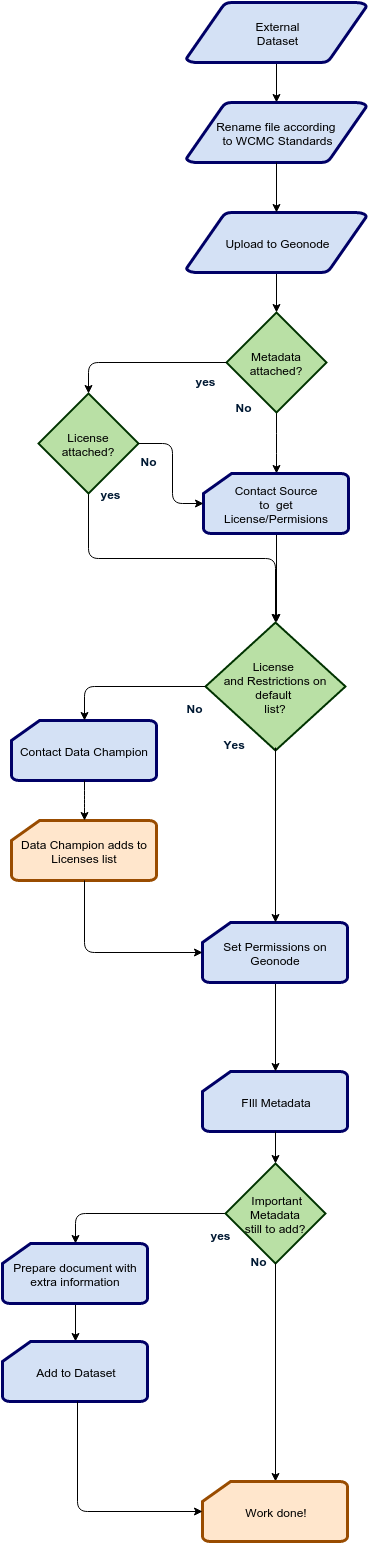 External
Dataset
Rename file according
to WCMC Standards
Upload to Geonode
Metadata
attached?
yes
No
License
attached?
No
yes
Contact Source
to get
License/Permisions
License
and Restrictions on
default
list?
No
Yes
Contact Data Champion
Data Champion adds to
Licenses list
Set Permissions on
Geonode
FIll Metadata
Important
Metadata
still to add?
yes
No
Prepare document with
extra information
Add to Dataset
Work done!